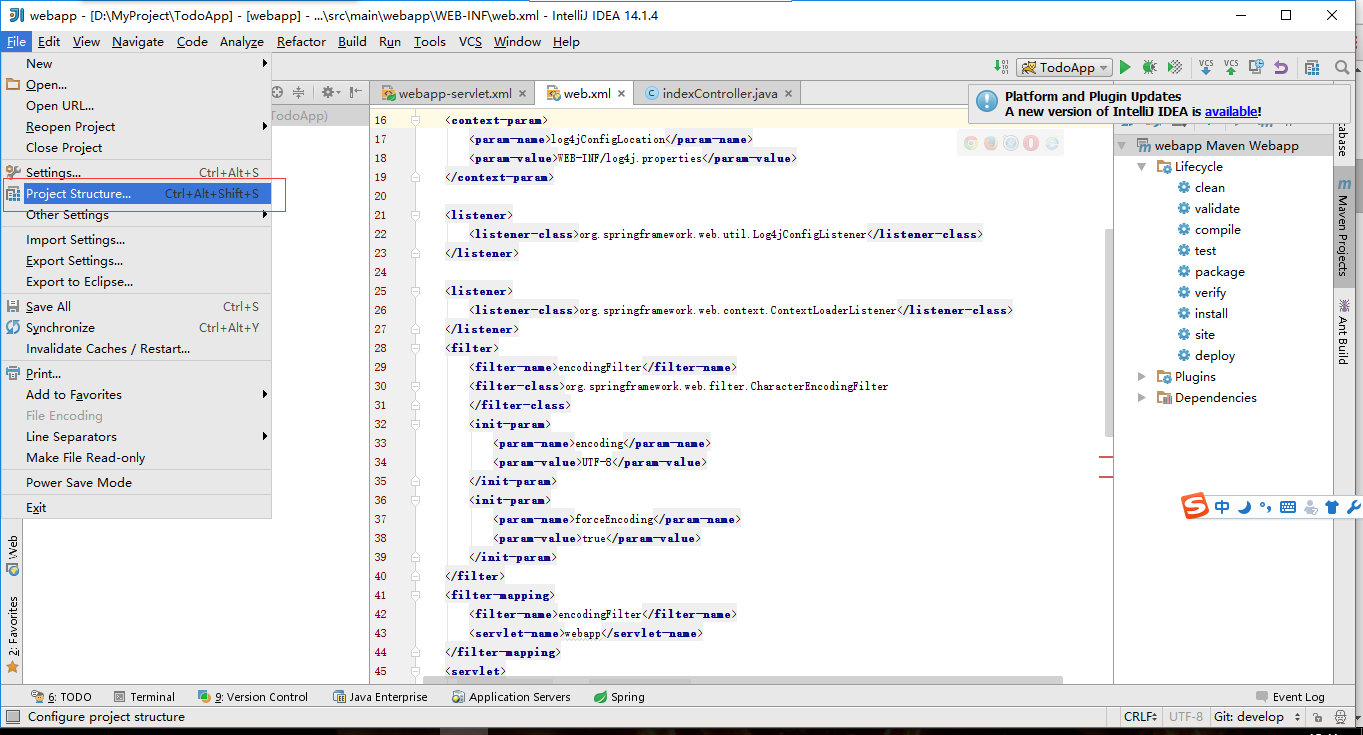 webapp - [D:\MyProject\TodoApp] - [webapp] - ...\src\main\webapp\WEB-INF\web.xml - IntelliJ IDEA 14.1.4
File Edit View Navigate Code Analyze Refactor Build Run Tools VCS Window Help
New
Open...
Open URL...
Reopen Project
Close Project
Settings... Ctrl+Alt+S
Project Structure... Ctrl+Alt+Shift+S
Other Settings
Import Settings...
Export Settings...
Export to Eclipse...
Save All Ctrl+S
Synchronize Ctrl+Alt+Y
Invalidate Caches / Restart...
Print...
Add to Favorites
File Encoding
Line Separators
Make File Read-only
Power Save Mode
Exit
TodoApp
VCS VCS
TodoApp)
webapp-servlet.xml web.xml indexController.java
Platform and Plugin Updates
A new version of IntelliJ IDEA is available!
16 <context-param>
17 <param-name>log4jConfigLocation</param-name>
18 <param-value>WEB-INF/log4j.properties</param-value>
19 </context-param>
20
21 <listener>
22 <listener-class>org.springframework.web.util.Log4jConfigListener</listener-class>
23 </listener>
24
25 <listener>
26 <listener-class>org.springframework.web.context.ContextLoaderListener</listener-class>
27 </listener>
28 <filter>
29 <filter-name>encodingFilter</filter-name>
30 <filter-class>org.springframework.web.filter.CharacterEncodingFilter
31 </filter-class>
32 <init-param>
33 <param-name>encoding</param-name>
34 <param-value>UTF-8</param-value>
35 </init-param>
36 <init-param>
37 <param-name>forceEncoding</param-name>
38 <param-value>true</param-value>
39 </init-param>
40 </filter>
41 <filter-mapping>
42 <filter-name>encodingFilter</filter-name>
43 <servlet-name>webapp</servlet-name>
44 </filter-mapping>
45 <servlet>
webapp Maven Webapp
Lifecycle
clean
validate
compile
test
package
verify
install
site
deploy
Plugins
Dependencies
Maven Projects
Ant Build
中
Web
2: Favorites
6: TODO Terminal 9: Version Control Java Enterprise Application Servers Spring Event Log
Configure project structure CRLF UTF-8 Git: develop